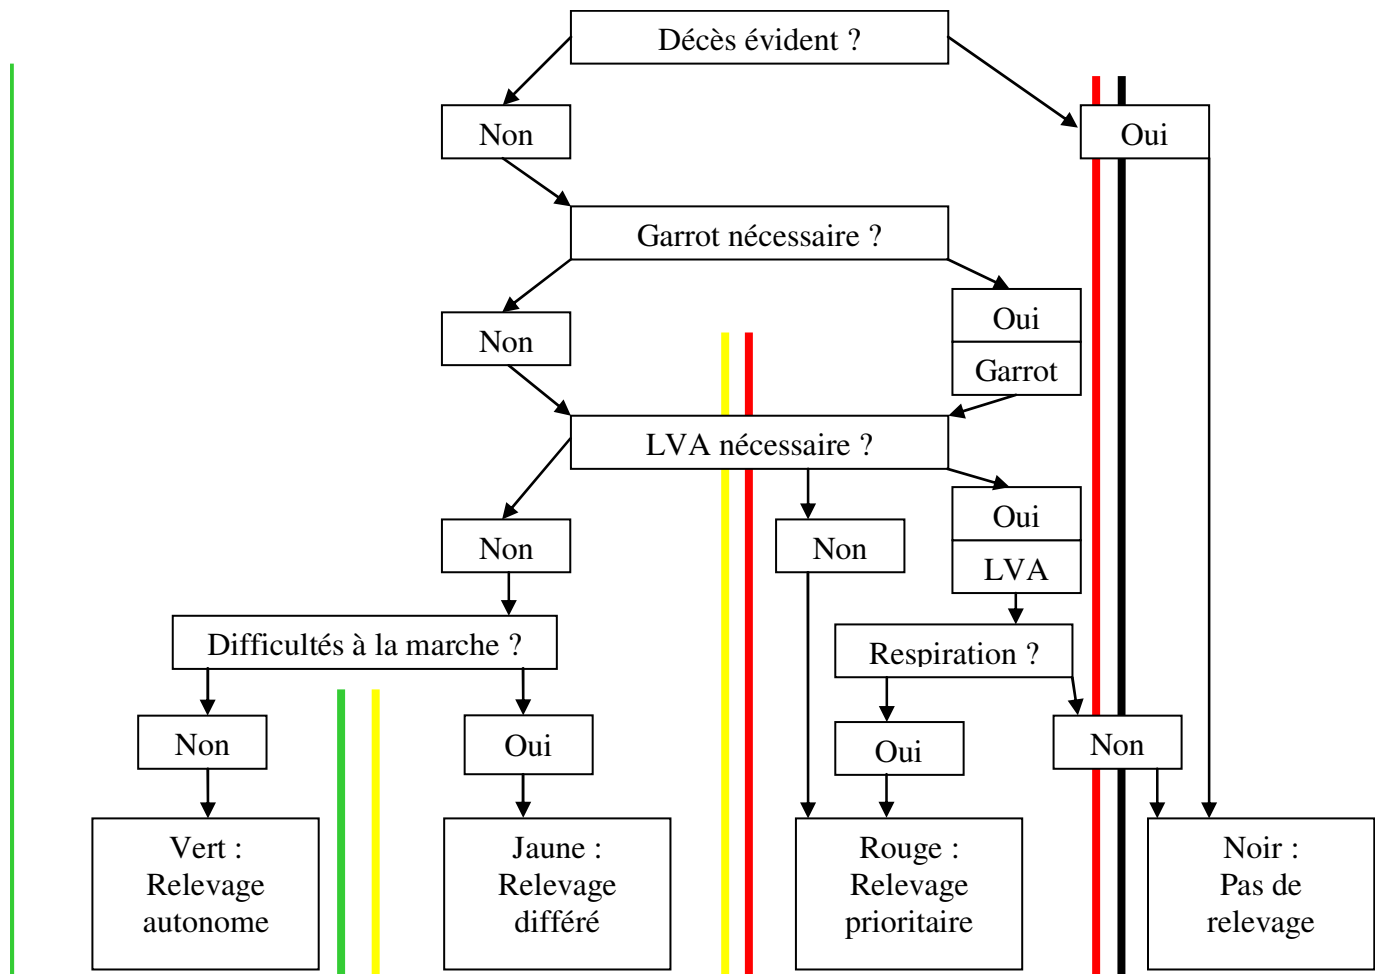 Décès évident ?
Non
Oui
Garrot nécessaire ?
Oui
Non
Garrot
LVA nécessaire ?
Oui
Non
Non
LVA
Difficultés à la marche ?
Respiration ?
Non
Oui
Oui
Non
Vert :
Relevage
autonome
Jaune :
Relevage
différé
Rouge :
Relevage
prioritaire
Noir :
Pas de
relevage